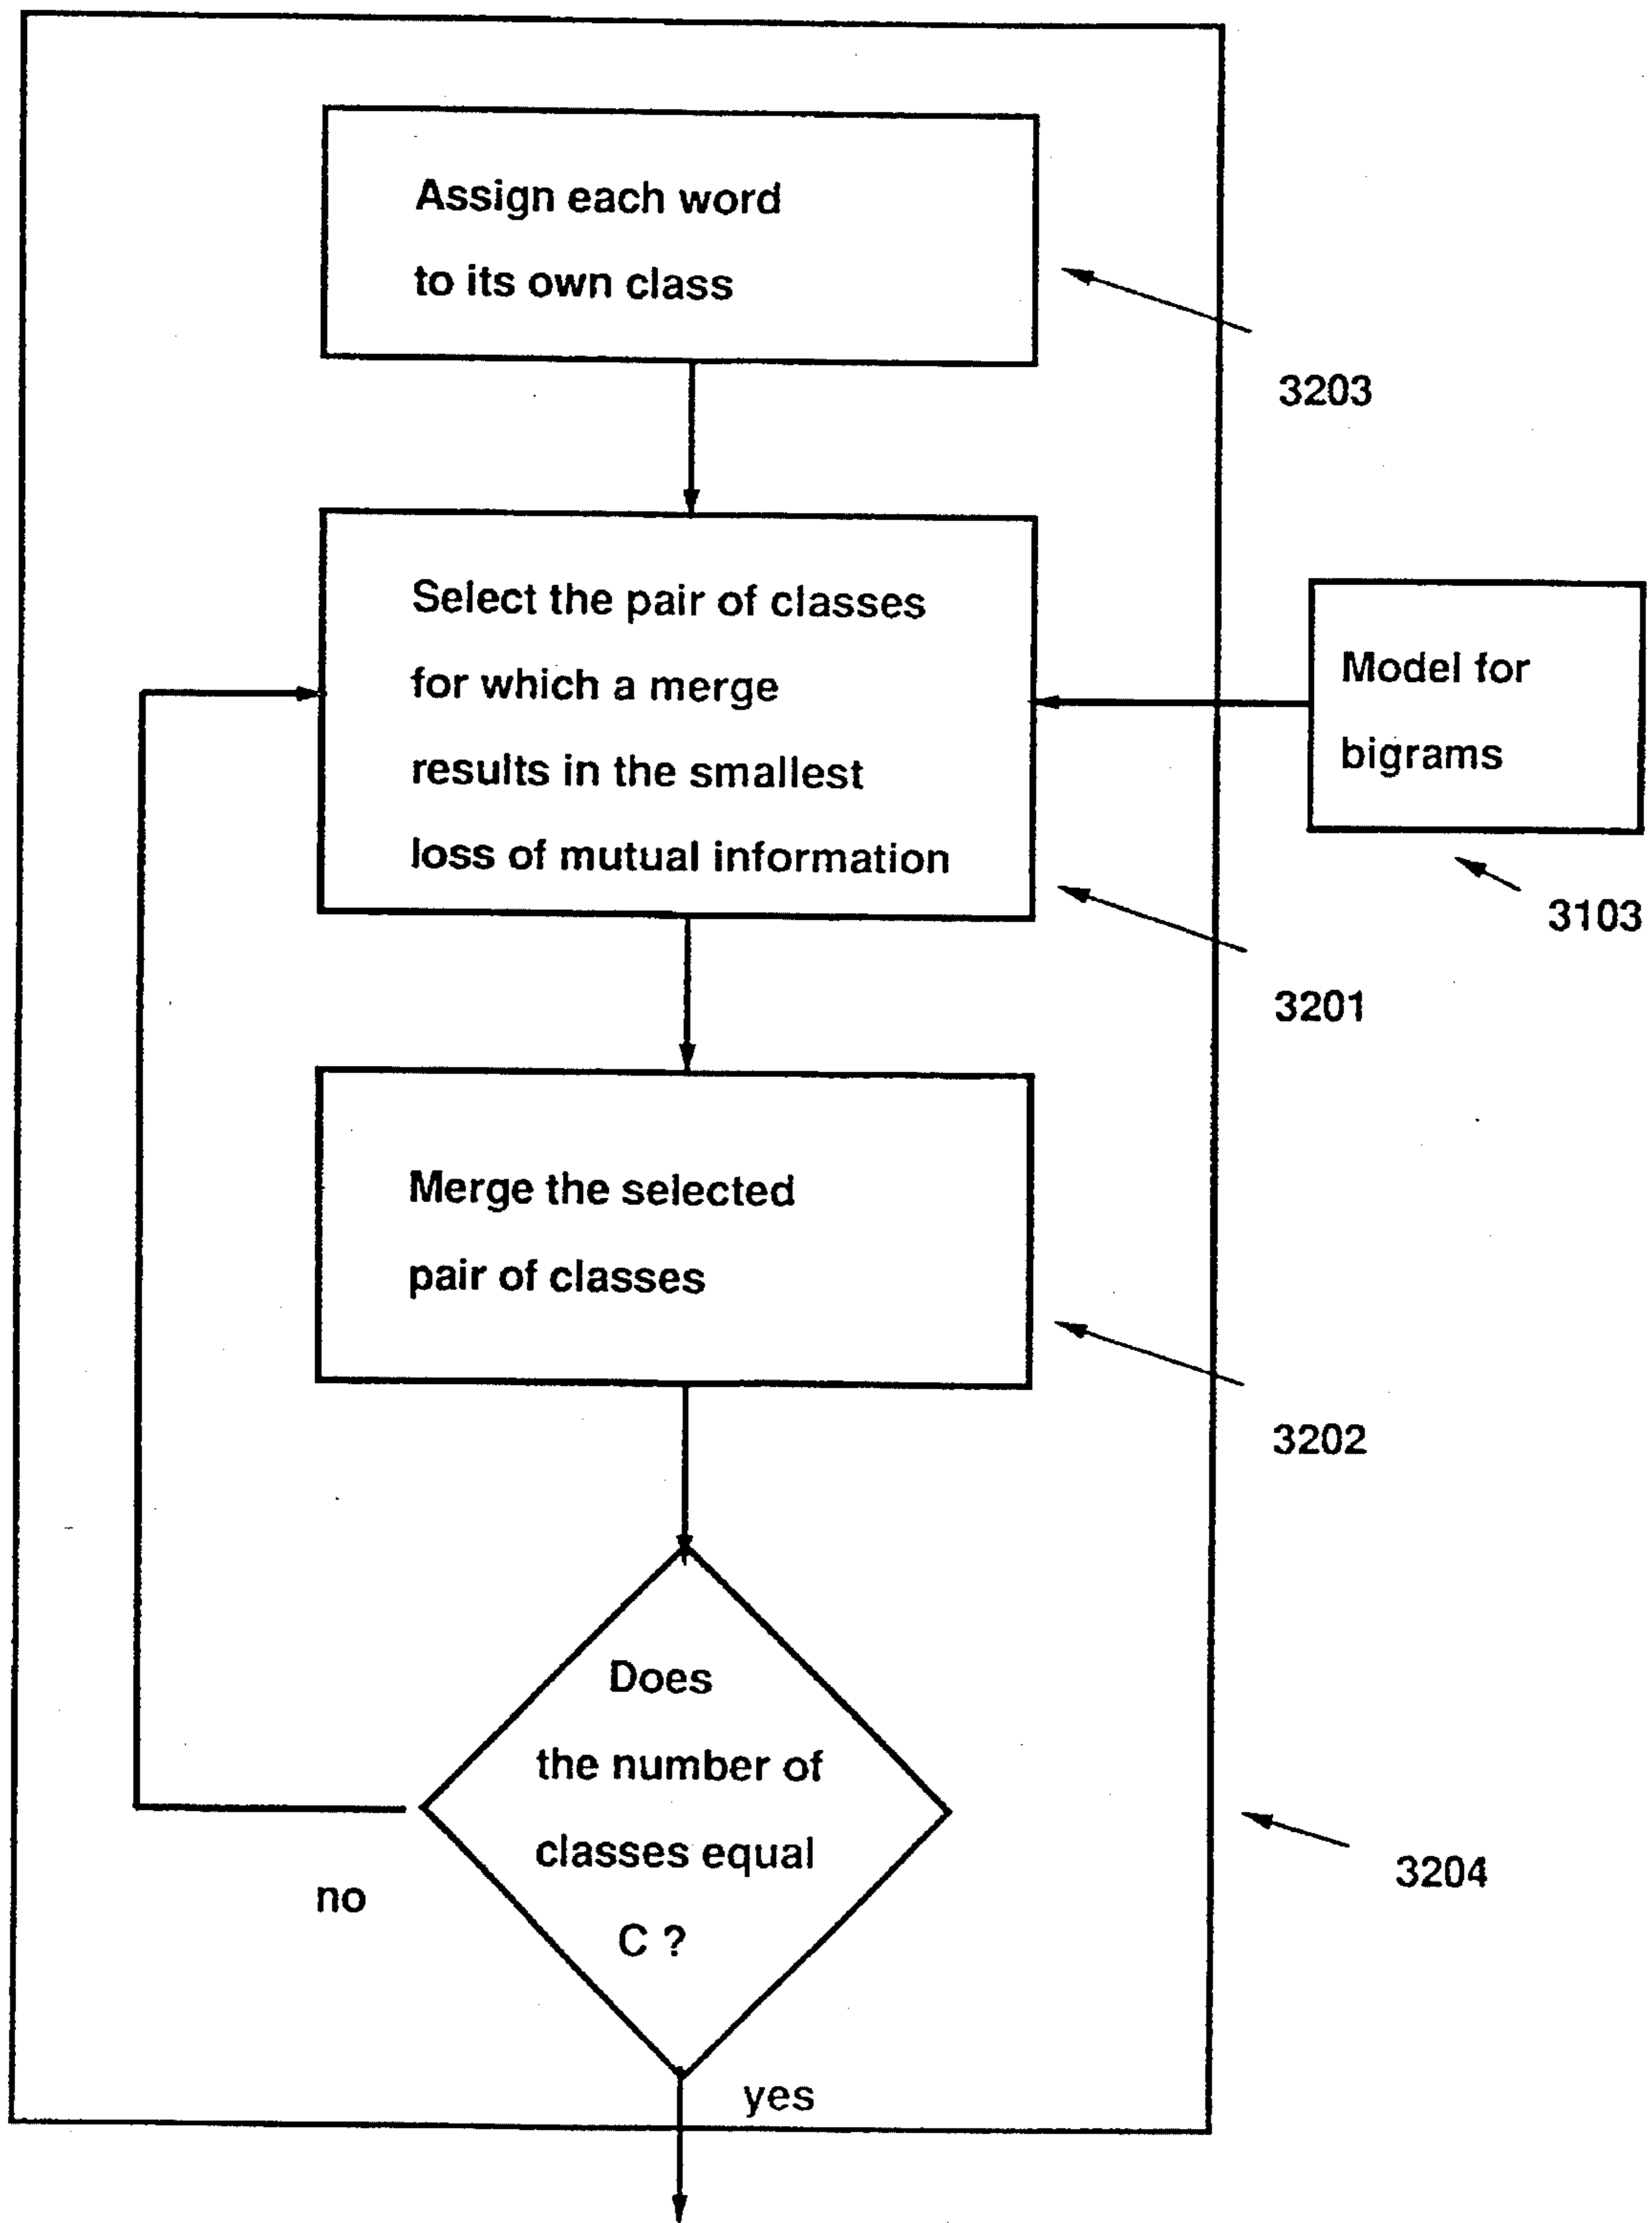 Assign each word
to its own class
3203
Select the pair of classes
for which a merge
results in the smallest
loss of mutual information
Model for
bigrams
3103
3201
Merge the selected
pair of classes
3202
Does
the number of
classes equal
C ?
no
3204
yes